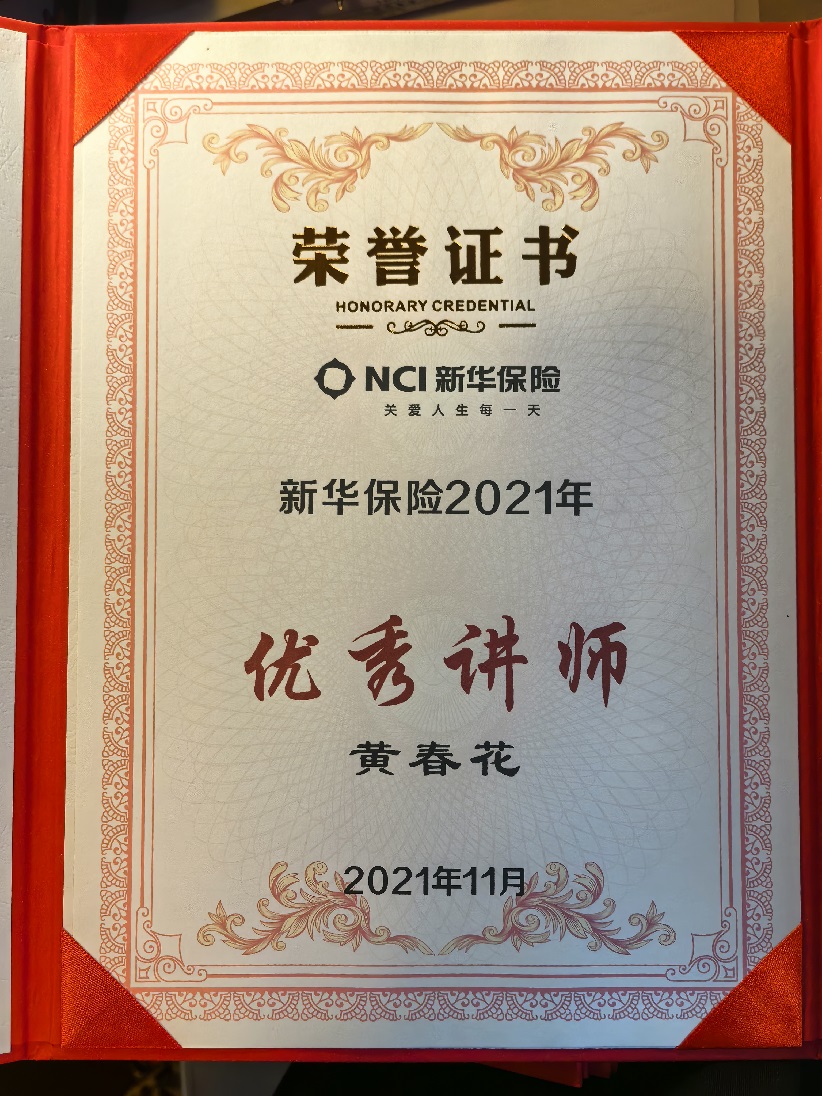 荣誉证书
HONORARY CREDENTIAL
NCI 新华保险
关爱人生每一天
新华保险2021年
优秀讲师
黄春花
2021年11月